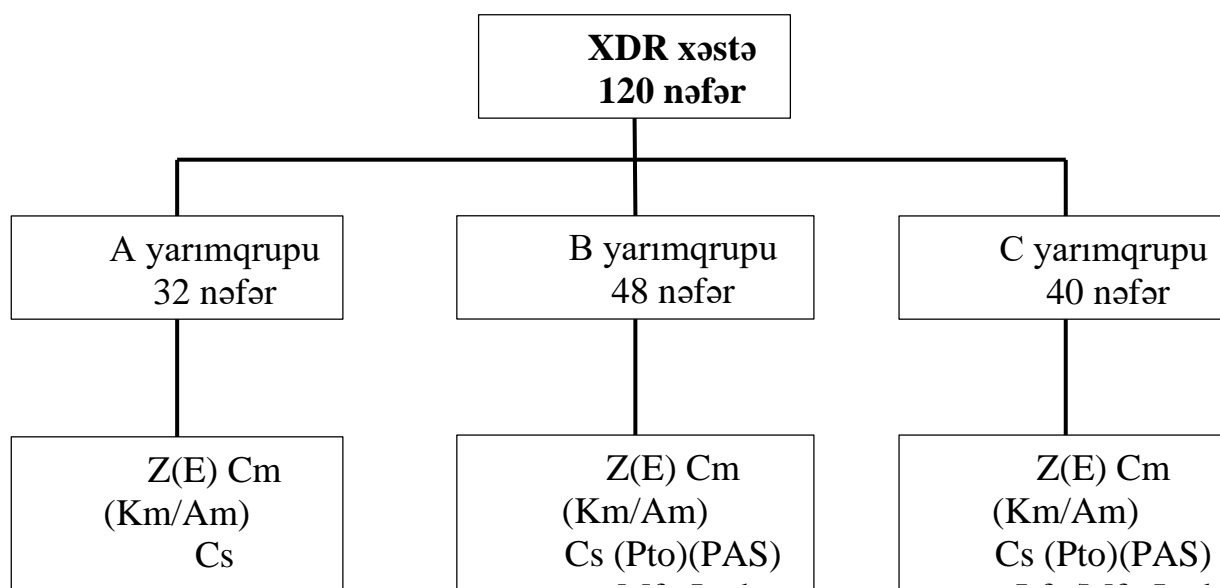 XDR xəstə
120 nəfər
A yarımqrupu
32 nəfər
B yarımqrupu
48 nəfər
C yarımqrupu
40 nəfər
Z(E) Cm
(Km/Am)
Cs
Z(E) Cm
(Km/Am)
Cs (Pto)(PAS)
Z(E) Cm
(Km/Am)
Cs (Pto)(PAS)